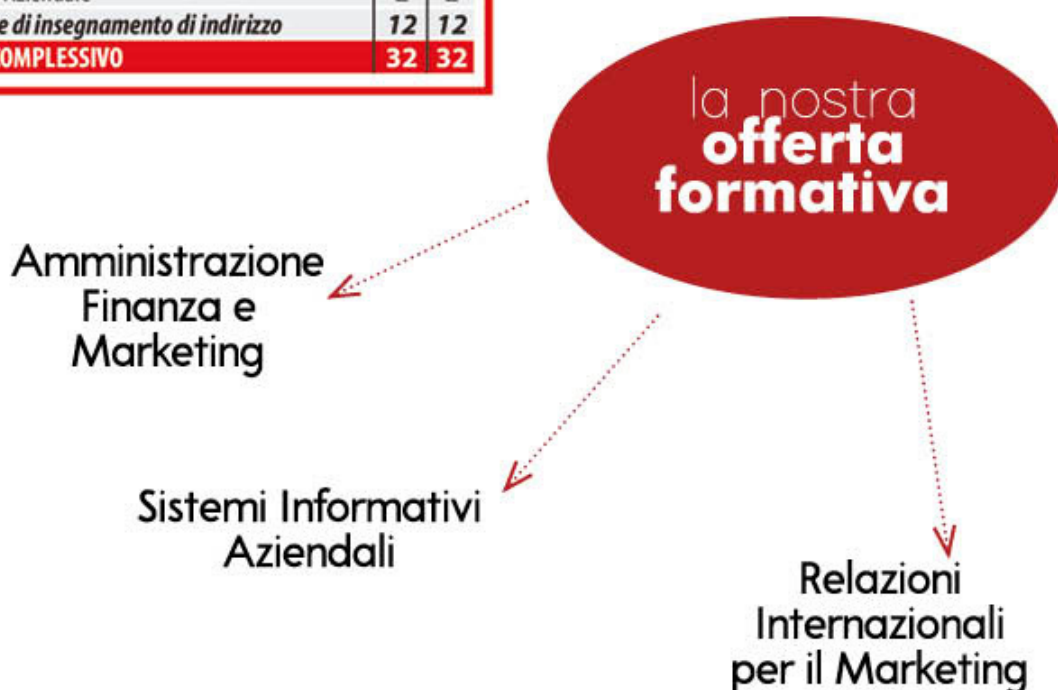 e di insegnamento di indirizzo 12 12
OMPLESSIVO 32 32
la nostra
offerta
formativa
Amministrazione
Finanza e
Marketing
Sistemi Informativi
Aziendali
Relazioni
Internazionali
per il Marketing